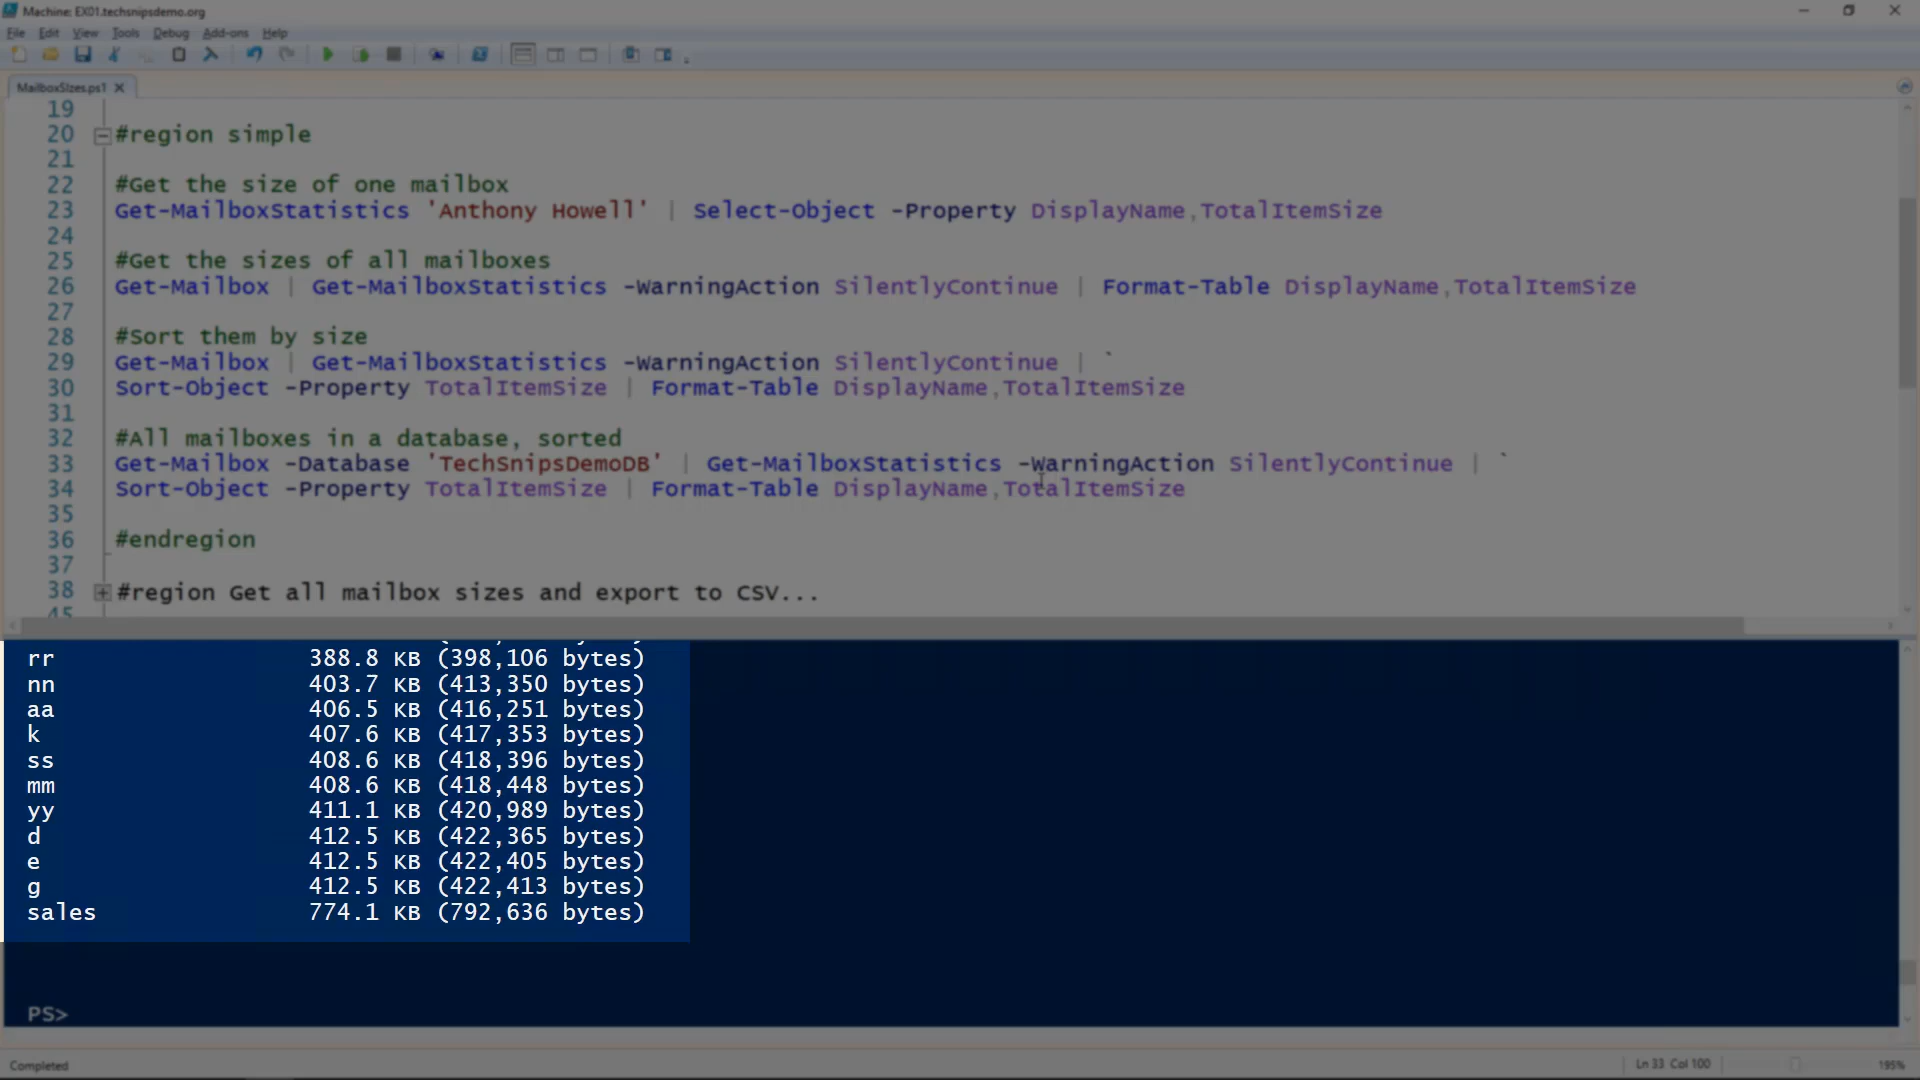 Machine: EX01.techsnipsdemo.org
File Edit View Tools Debug Add-ons Help
MailboxSizes.ps1
19
20 #region simple
21
22 #Get the size of one mailbox
23 Get-MailboxStatistics 'Anthony Howell' | Select-Object -Property DisplayName,TotalItemSize
24
25 #Get the sizes of all mailboxes
26 Get-Mailbox | Get-MailboxStatistics -WarningAction SilentlyContinue | Format-Table DisplayName,TotalItemSize
27
28 #Sort them by size
29 Get-Mailbox | Get-MailboxStatistics -WarningAction SilentlyContinue | `
30 Sort-Object -Property TotalItemSize | Format-Table DisplayName,TotalItemSize
31
32 #All mailboxes in a database, sorted
33 Get-Mailbox -Database 'TechSnipsDemoDB' | Get-MailboxStatistics -WarningAction SilentlyContinue | `
34 Sort-Object -Property TotalItemSize | Format-Table DisplayName,TotalItemSize
35
36 #endregion
37
38 #region Get all mailbox sizes and export to CSV...
45
rr 388.8 KB (398,106 bytes)
nn 403.7 KB (413,350 bytes)
aa 406.5 KB (416,251 bytes)
k 407.6 KB (417,353 bytes)
ss 408.6 KB (418,396 bytes)
mm 408.6 KB (418,448 bytes)
yy 411.1 KB (420,989 bytes)
d 412.5 KB (422,365 bytes)
e 412.5 KB (422,405 bytes)
g 412.5 KB (422,413 bytes)
sales 774.1 KB (792,636 bytes)
PS>
Completed Ln 33 Col 100 195%